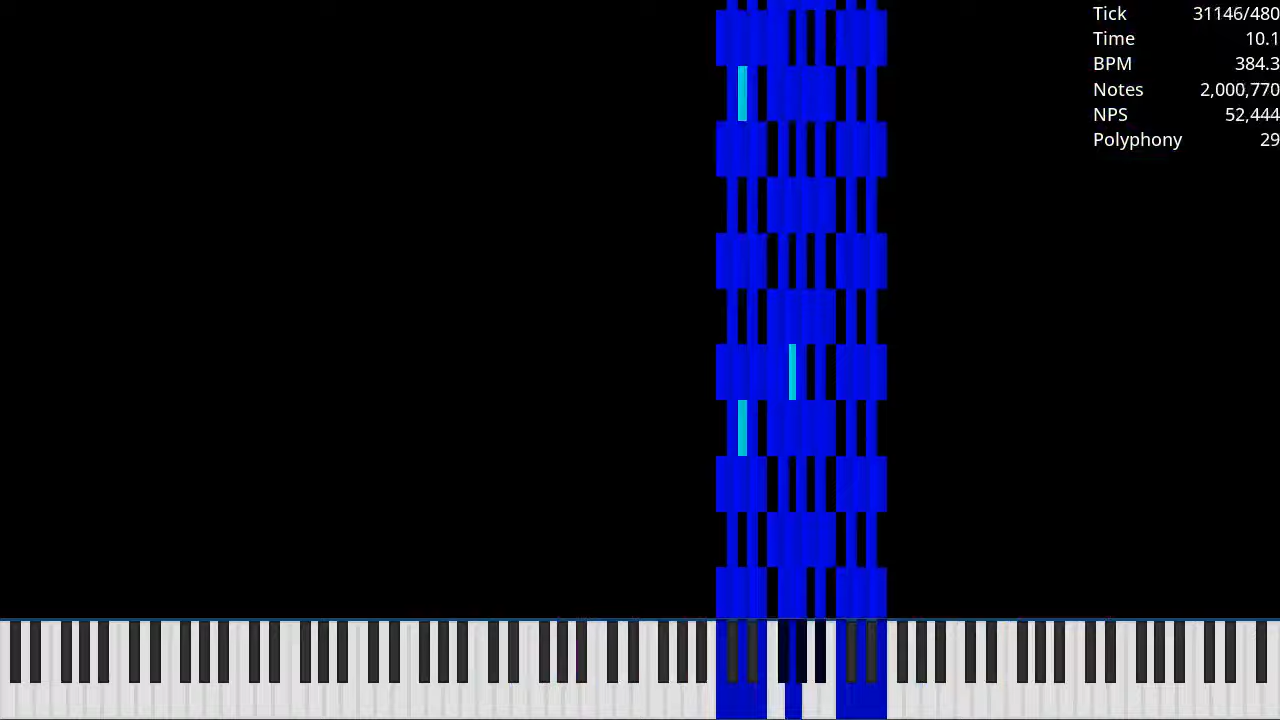 Tick 31146/480
Time 10.1
BPM 384.3
Notes 2,000,770
NPS 52,444
Polyphony 29